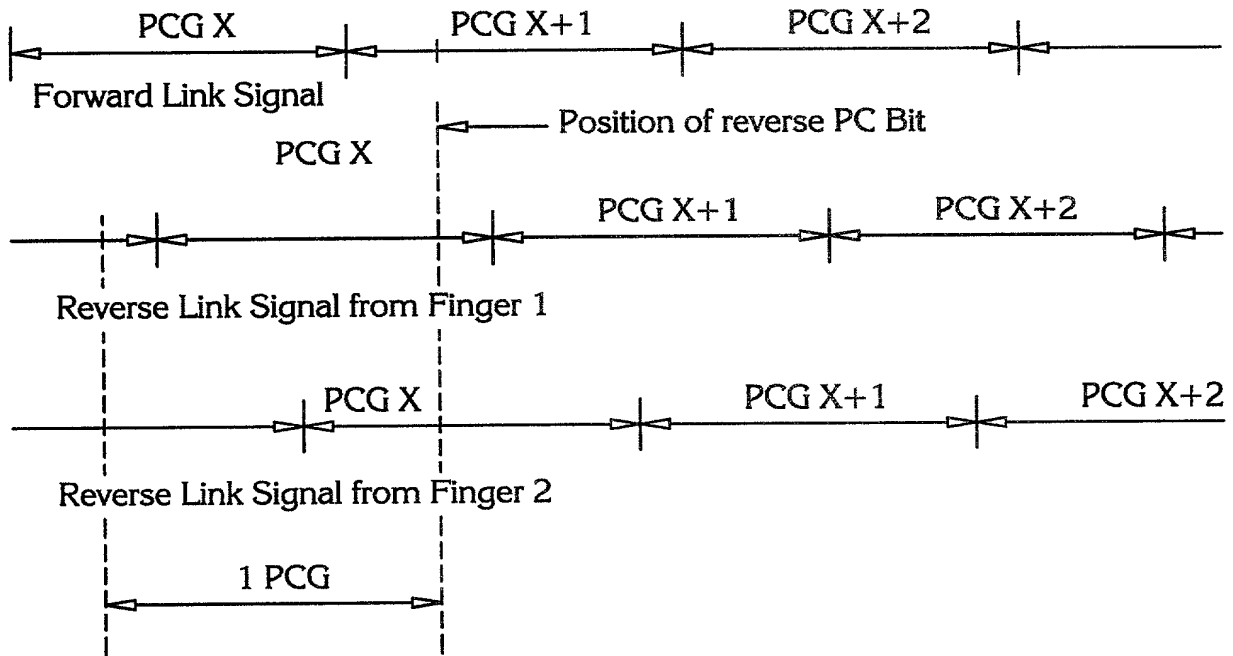 PCG X PCG X+1 PCG X+2
Forward Link Signal
Position of reverse PC Bit
PCG X
PCG X+1 PCG X+2
Reverse Link Signal from Finger 1
PCG X PCG X+1 PCG X+2
Reverse Link Signal from Finger 2
1 PCG